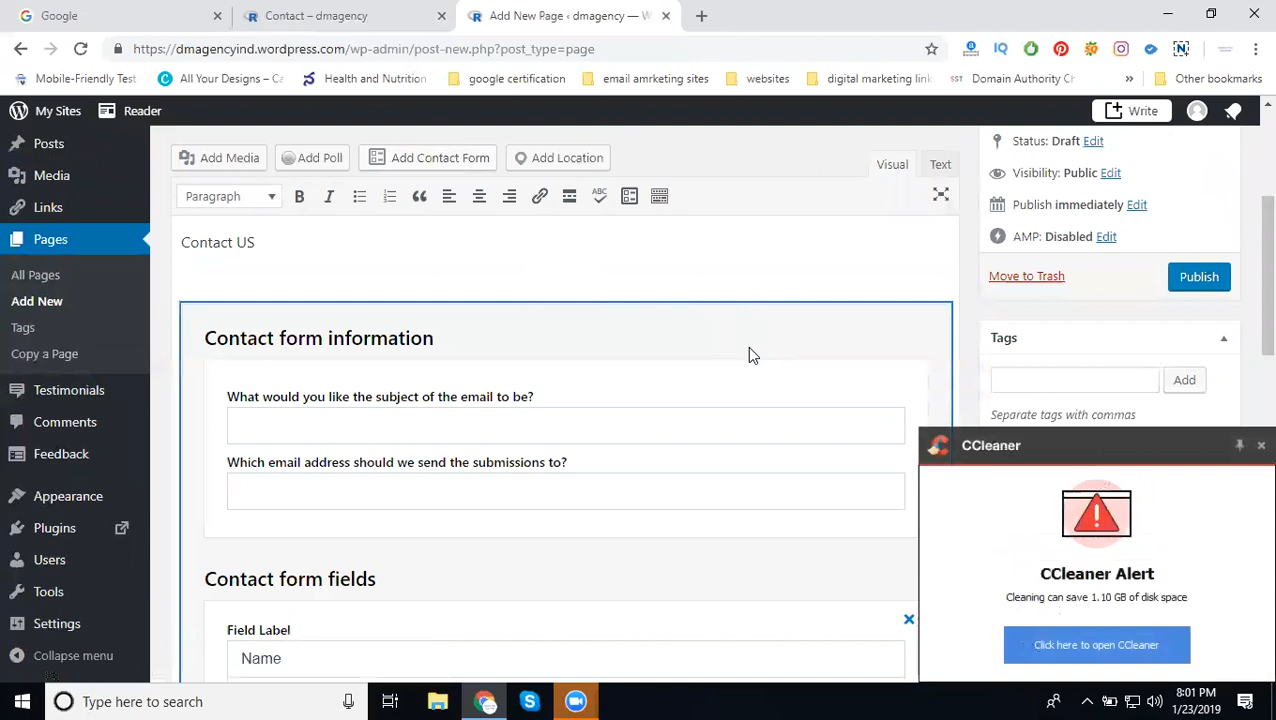 Google
Contact – dmagency
Add New Page ‹ dmagency — W
https://dmagencyind.wordpress.com/wp-admin/post-new.php?post_type=page
Mobile-Friendly Test
All Your Designs – Ca
Health and Nutrition
google certification
email amrketing sites
websites
digital marketing link
Domain Authority Ch
Other bookmarks
My Sites
Reader
Write
Posts
Media
Links
Pages
All Pages
Add New
Tags
Copy a Page
Testimonials
Comments
Feedback
Appearance
Plugins
Users
Tools
Settings
Collapse menu
Add Media
Add Poll
Add Contact Form
Add Location
Visual
Text
Paragraph
Contact US
Contact form information
What would you like the subject of the email to be?
Which email address should we send the submissions to?
Contact form fields
Field Label
Name
Status: Draft Edit
Visibility: Public Edit
Publish immediately Edit
AMP: Disabled Edit
Move to Trash
Publish
Tags
Add
Separate tags with commas
CCleaner
CCleaner Alert
Cleaning can save 1.10 GB of disk space
Click here to open CCleaner
Type here to search
8:01 PM
1/23/2019